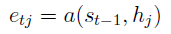 e_{tj} = a(s_{t-1}, h_j)